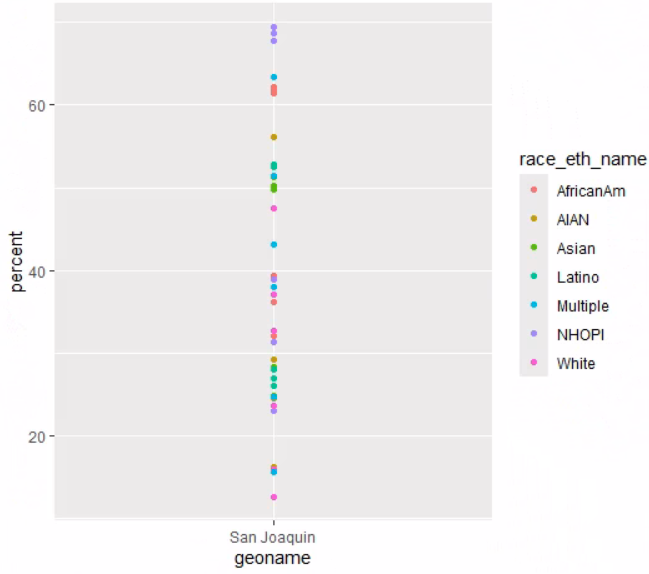 60
40
20
percent
San Joaquin
geoname
race_eth_name
AfricanAm
AIAN
Asian
Latino
Multiple
NHOPI
White